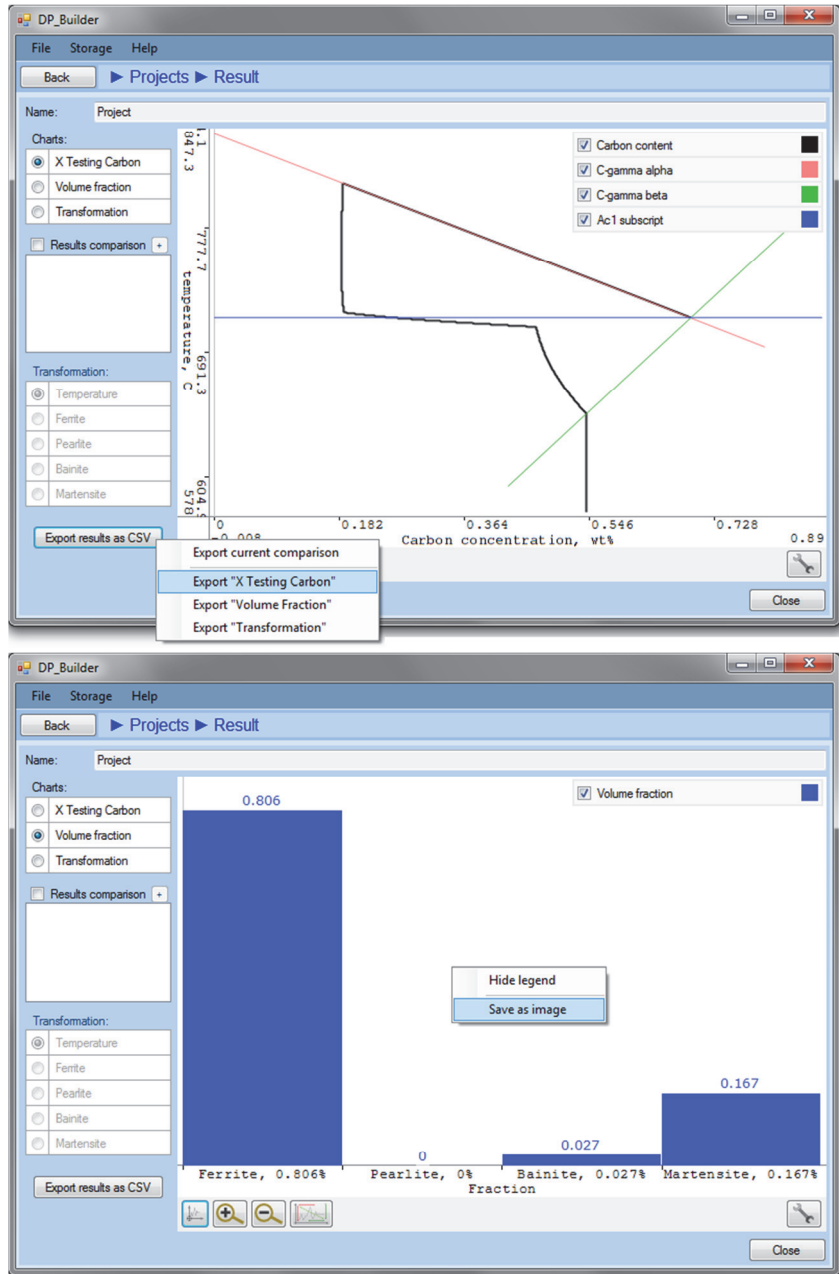 DP_Builder
File Storage Help
Back ► Projects ► Result
Name: Project
Charts:
X Testing Carbon
Volume fraction
Transformation
Results comparison +
Transformation:
Temperature
Ferrite
Pearlite
Bainite
Martensite
Export results as CSV
847.3
777.7
temperature, C
691.3
604.9
578
Carbon content
C-gamma alpha
C-gamma beta
Ac1 subscript
0 0.182 0.364 0.546 0.728
-0.008 Carbon concentration, wt% 0.89
Export current comparison
Export "X Testing Carbon"
Export "Volume Fraction"
Export "Transformation"
Close
DP_Builder
File Storage Help
Back ► Projects ► Result
Name: Project
Charts:
X Testing Carbon
Volume fraction
Transformation
Results comparison +
Transformation:
Temperature
Ferrite
Pearlite
Bainite
Martensite
Export results as CSV
Volume fraction
0.806
0
0.027
0.167
Hide legend
Save as image
Ferrite, 0.806% Pearlite, 0% Bainite, 0.027% Martensite, 0.167%
Fraction
Close